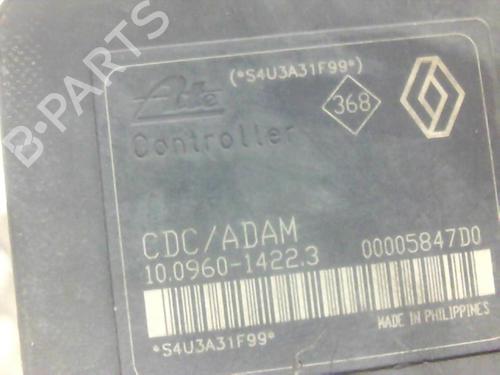 B-PARTS
(*S4U3A31F99*)
Ate
368
Controller
CDC/ADAM
10.0960-1422.3
00005847D0
MADE IN PHILIPPINES
*S4U3A31F99*